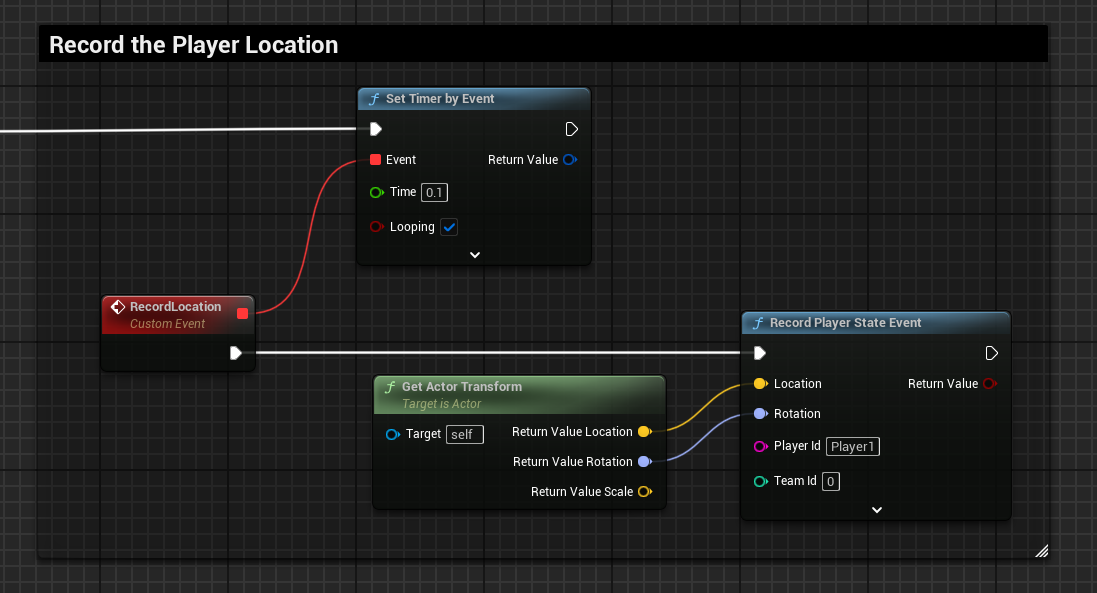 Record the Player Location
Set Timer by Event
Event
Return Value
Time 0.1
Looping
RecordLocation
Custom Event
Get Actor Transform
Target is Actor
Target self
Return Value Location
Return Value Rotation
Return Value Scale
Record Player State Event
Location
Return Value
Rotation
Player Id Player1
Team Id 0